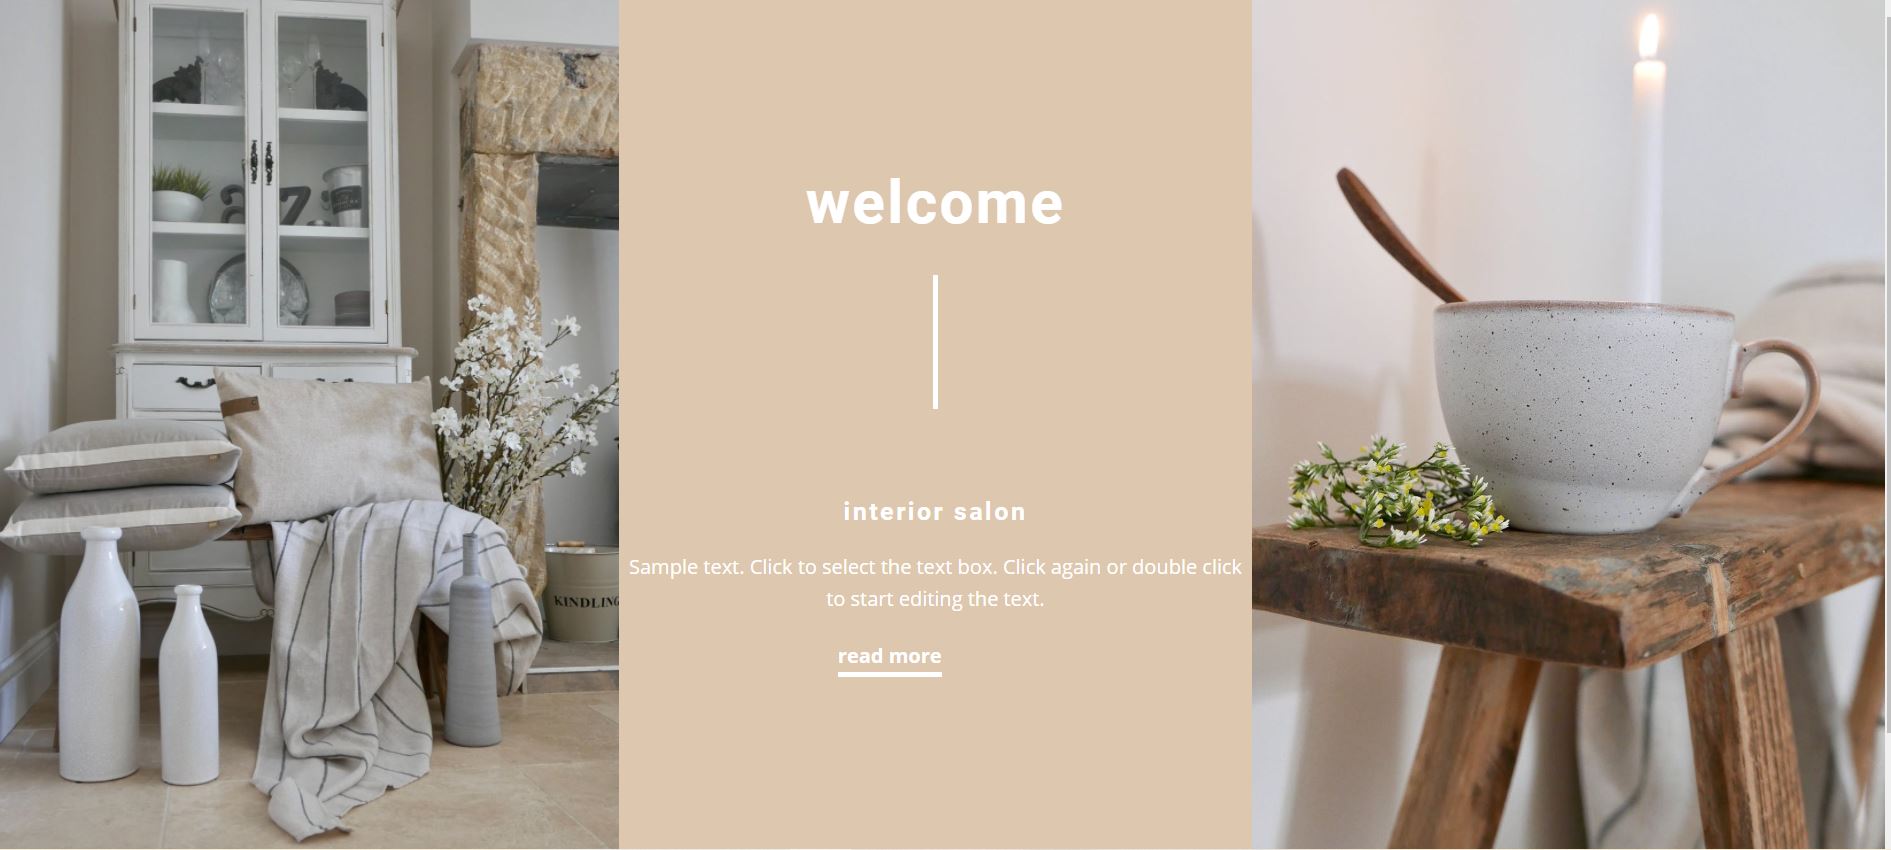 27
welcome
interior salon
Sample text. Click to select the text box. Click again or double click
to start editing the text.
KINDLING
read more